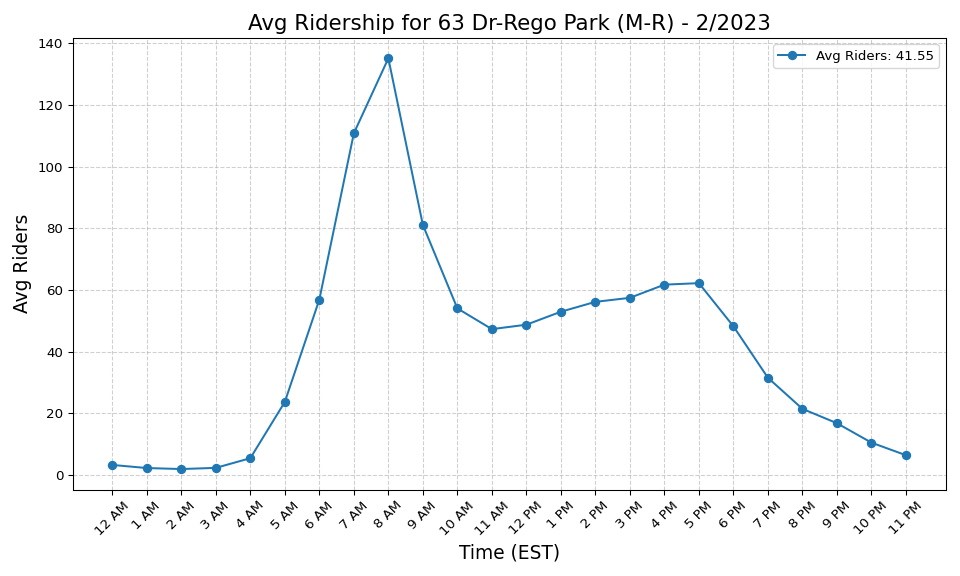 Avg Ridership for 63 Dr-Rego Park (M-R) - 2/2023
Avg Riders: 41.55
Avg Riders
140
120
100
80
60
40
20
0
12 AM
1 AM
2 AM
3 AM
4 AM
5 AM
6 AM
7 AM
8 AM
9 AM
10 AM
11 AM
12 PM
1 PM
2 PM
3 PM
4 PM
5 PM
6 PM
7 PM
8 PM
9 PM
10 PM
11 PM
Time (EST)